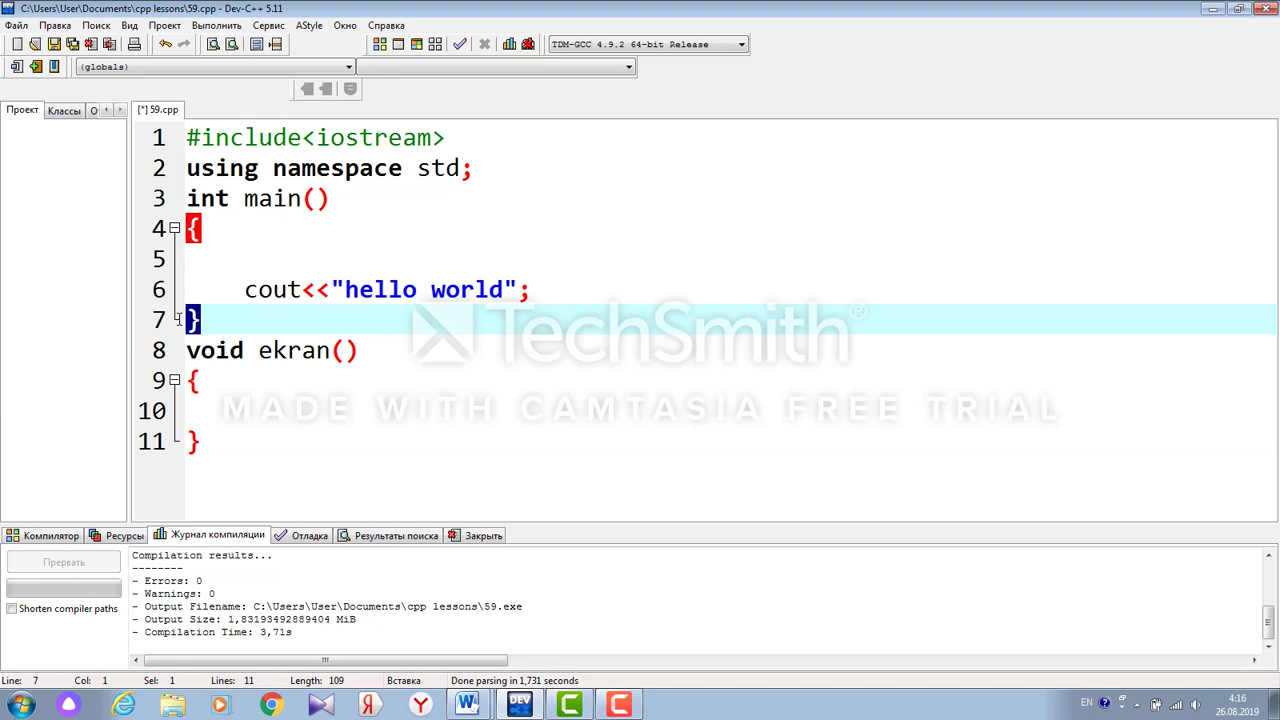 C:\Users\User\Documents\cpp lessons\59.cpp - Dev-C++ 5.11
Файл Правка Поиск Вид Проект Выполнить Сервис AStyle Окно Справка
TDM-GCC 4.9.2 64-bit Release
(globals)
Проект Классы О [*] 59.cpp
1 #include<iostream>
2 using namespace std;
3 int main()
4 {
5
6 cout<<"hello world";
7 }
8 void ekran()
9 {
10
11 }
TechSmith®
MADE WITH CAMTASIA FREE TRIAL
Компилятор Ресурсы Журнал компиляции Отладка Результаты поиска Закрыть
Прервать
Shorten compiler paths
Compilation results...
--------
- Errors: 0
- Warnings: 0
- Output Filename: C:\Users\User\Documents\cpp lessons\59.exe
- Output Size: 1,83193492889404 MiB
- Compilation Time: 3,71s
Line: 7 Col: 1 Sel: 1 Lines: 11 Length: 109 Вставка Done parsing in 1,731 seconds
EN 4:16
26.08.2019